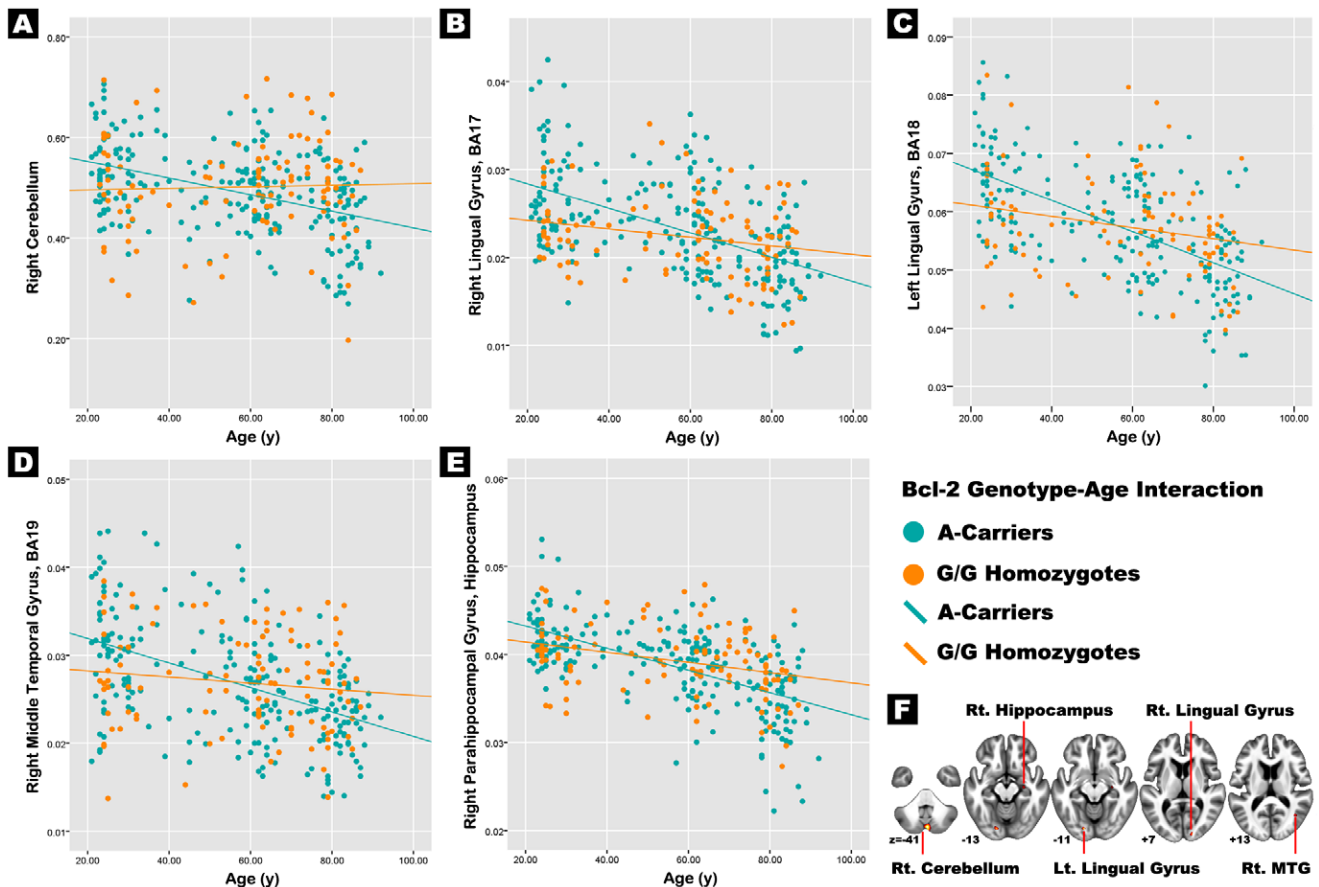 A
0.80
0.60
0.40
0.20
Right Cerebellum
20.00 40.00 60.00 80.00 100.00
Age (y)
B
0.04
0.03
0.02
0.01
Right Lingual Gyrus, BA17
20.00 40.00 60.00 80.00 100.00
Age (y)
C
0.09
0.08
0.07
0.06
0.05
0.04
0.03
Left Lingual Gyurs, BA18
20.00 40.00 60.00 80.00 100.00
Age (y)
D
0.05
0.04
0.03
0.02
0.01
Right Middle Temporal Gyrus, BA19
20.00 40.00 60.00 80.00 100.00
Age (y)
E
0.06
0.05
0.04
0.03
0.02
Right Parahippocampal Gyrus, Hippocampus
20.00 40.00 60.00 80.00 100.00
Age (y)
Bcl-2 Genotype-Age Interaction
A-Carriers
G/G Homozygotes
A-Carriers
G/G Homozygotes
F
Rt. Hippocampus Rt. Lingual Gyrus
z=-41 -13 -11 +7 +13
Rt. Cerebellum Lt. Lingual Gyrus Rt. MTG